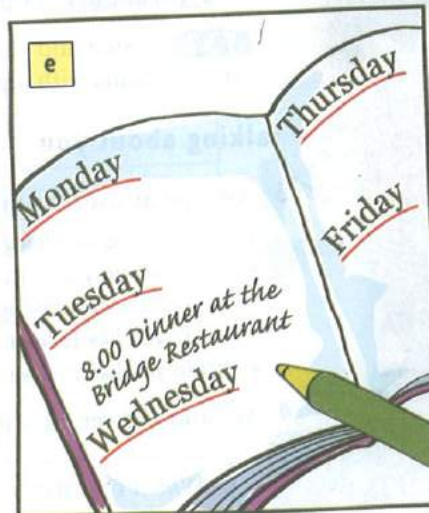 e
Monday
Tuesday
8.00 Dinner at the
Bridge Restaurant
Wednesday
Thursday
Friday